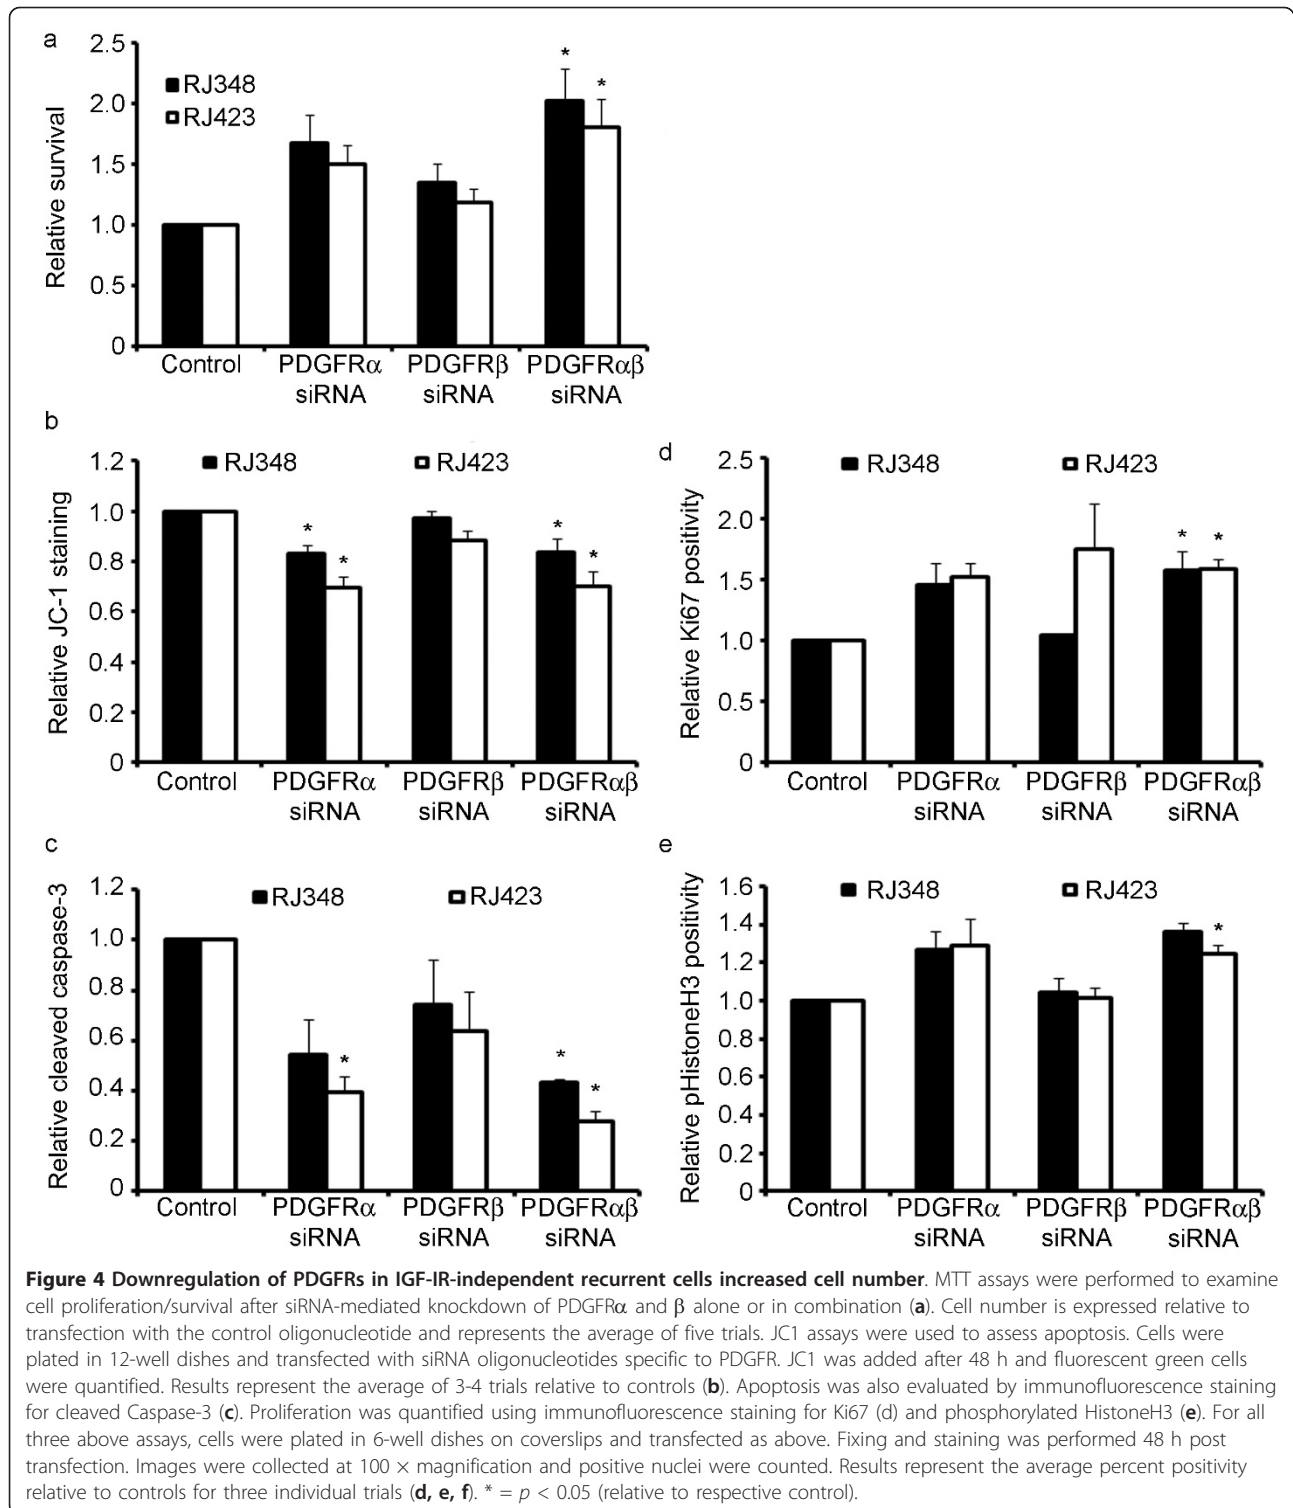 a
2.5
2.0
1.5
1.0
0.5
0
Relative survival
RJ348
RJ423
*
*
Control
PDGFRα
siRNA
PDGFRβ
siRNA
PDGFRαβ
siRNA
b
1.2
1.0
0.8
0.6
0.4
0.2
0
Relative JC-1 staining
RJ348
RJ423
*
*
*
*
Control
PDGFRα
siRNA
PDGFRβ
siRNA
PDGFRαβ
siRNA
d
2.5
2.0
1.5
1.0
0.5
0
Relative Ki67 positivity
RJ348
RJ423
*
*
Control
PDGFRα
siRNA
PDGFRβ
siRNA
PDGFRαβ
siRNA
c
1.2
1.0
0.8
0.6
0.4
0.2
0
Relative cleaved caspase-3
RJ348
RJ423
*
*
*
Control
PDGFRα
siRNA
PDGFRβ
siRNA
PDGFRαβ
siRNA
e
1.6
1.4
1.2
1.0
0.8
0.6
0.4
0.2
0
Relative pHistoneH3 positivity
RJ348
RJ423
*
Control
PDGFRα
siRNA
PDGFRβ
siRNA
PDGFRαβ
siRNA
Figure 4 Downregulation of PDGFRs in IGF-IR-independent recurrent cells increased cell number. MTT assays were performed to examine
cell proliferation/survival after siRNA-mediated knockdown of PDGFRα and β alone or in combination (a). Cell number is expressed relative to
transfection with the control oligonucleotide and represents the average of five trials. JC1 assays were used to assess apoptosis. Cells were
plated in 12-well dishes and transfected with siRNA oligonucleotides specific to PDGFR. JC1 was added after 48 h and fluorescent green cells
were quantified. Results represent the average of 3-4 trials relative to controls (b). Apoptosis was also evaluated by immunofluorescence staining
for cleaved Caspase-3 (c). Proliferation was quantified using immunofluorescence staining for Ki67 (d) and phosphorylated HistoneH3 (e). For all
three above assays, cells were plated in 6-well dishes on coverslips and transfected as above. Fixing and staining was performed 48 h post
transfection. Images were collected at 100 × magnification and positive nuclei were counted. Results represent the average percent positivity
relative to controls for three individual trials (d, e, f). * = p < 0.05 (relative to respective control).